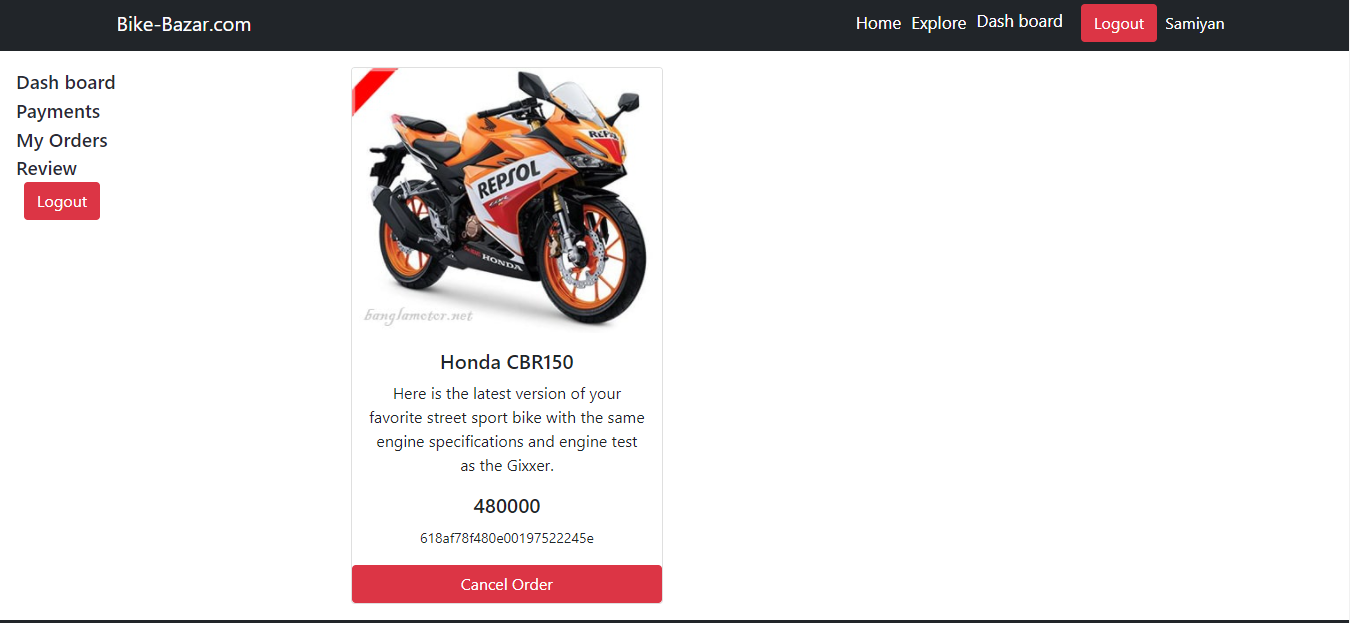 Bike-Bazar.com
Home Explore Dash board Logout Samiyan
Dash board
Payments
My Orders
Review
Logout
REPSOL
HONDA
banglamotor.net
Honda CBR150
Here is the latest version of your
favorite street sport bike with the same
engine specifications and engine test
as the Gixxer.
480000
618af78f480e00197522245e
Cancel Order